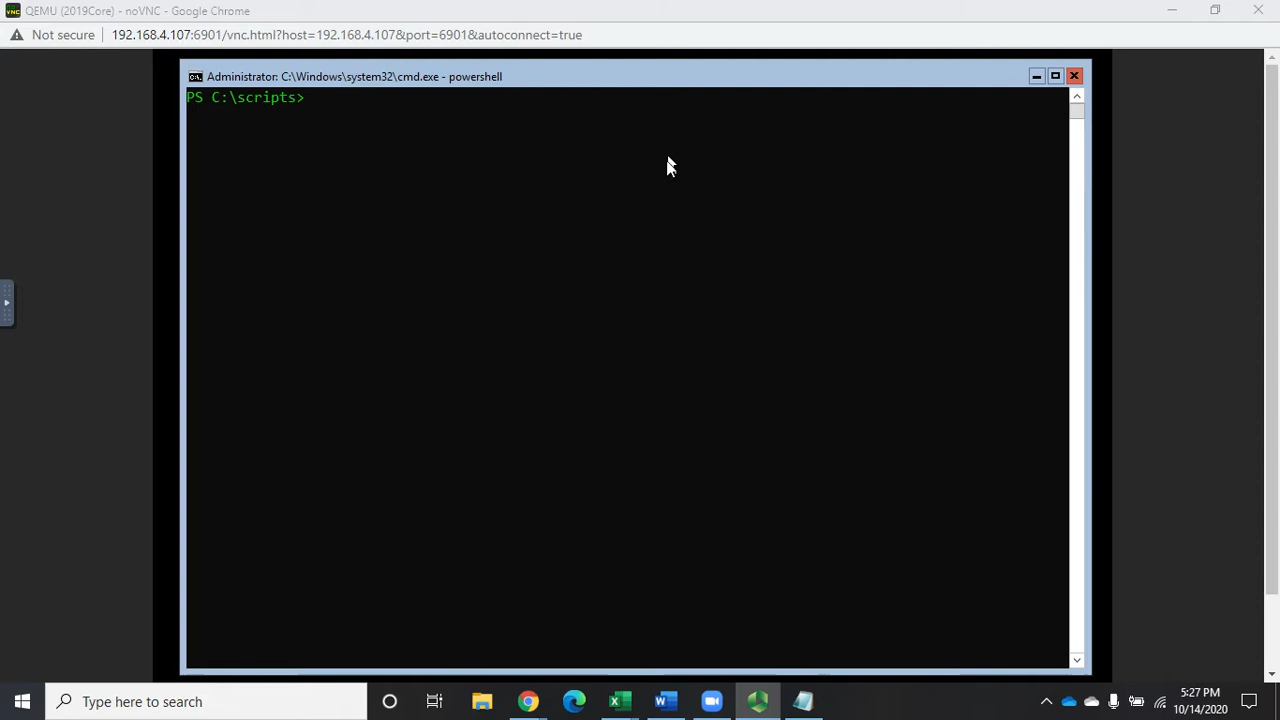 QEMU (2019Core) - noVNC - Google Chrome
Not secure 192.168.4.107:6901/vnc.html?host=192.168.4.107&port=6901&autoconnect=true
Administrator: C:\Windows\system32\cmd.exe - powershell
PS C:\scripts>
Type here to search
5:27 PM
10/14/2020